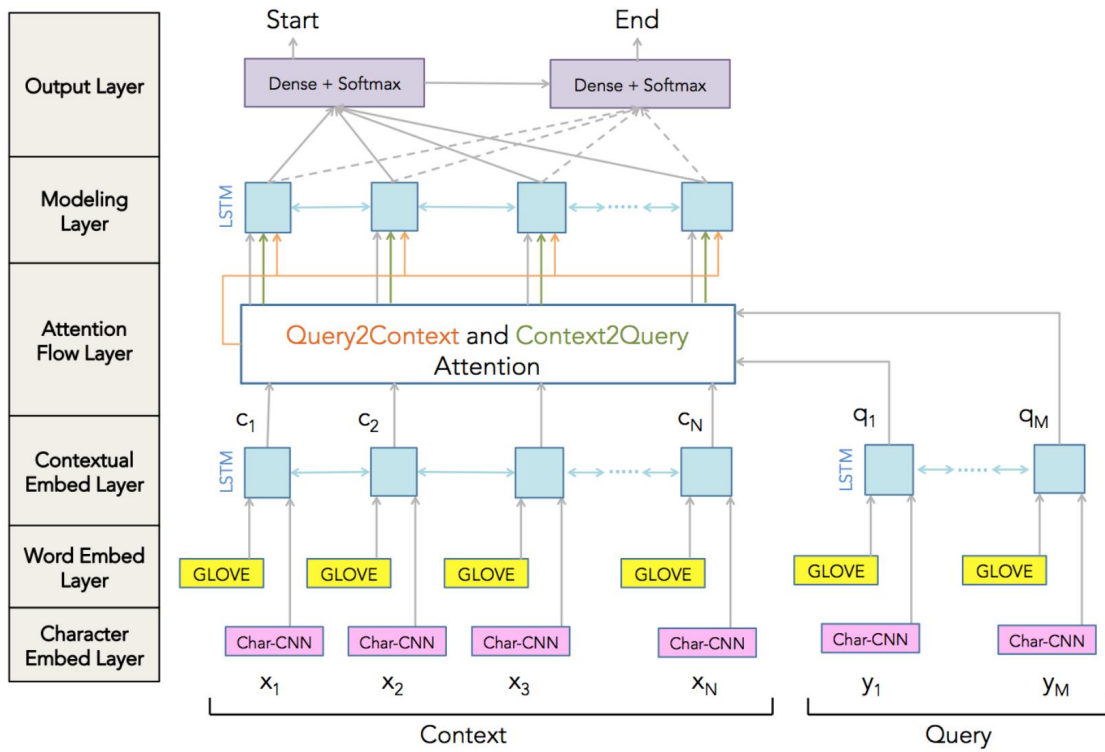 Start
End
Output Layer
Dense + Softmax
Dense + Softmax
Modeling
Layer
LSTM
Attention
Flow Layer
Query2Context and Context2Query
Attention
c1
c2
cN
q1
qM
Contextual
Embed Layer
LSTM
LSTM
Word Embed
Layer
GLOVE
GLOVE
GLOVE
GLOVE
GLOVE
GLOVE
Character
Embed Layer
Char-CNN
Char-CNN
Char-CNN
Char-CNN
Char-CNN
Char-CNN
x1
x2
x3
xN
y1
yM
Context
Query